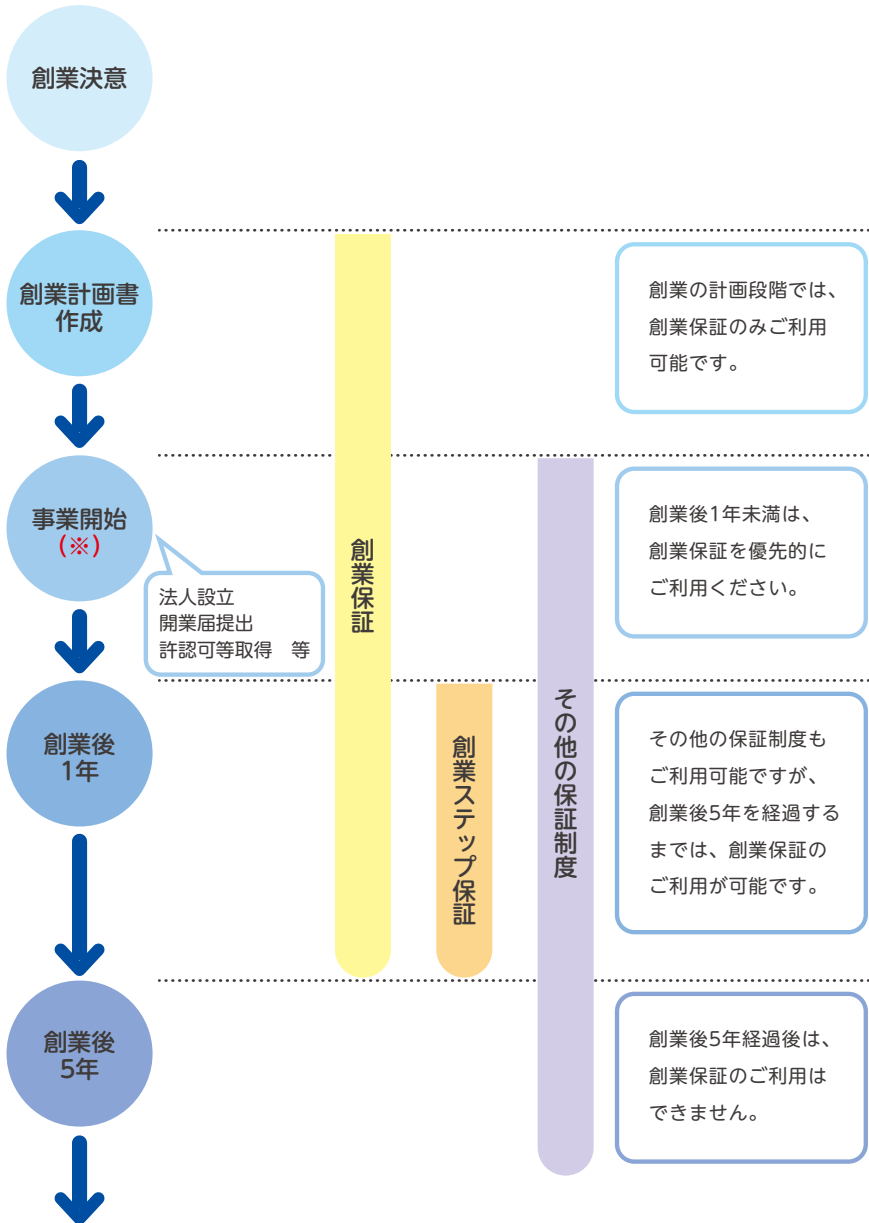 創業決意
創業計画書
作成
創業の計画段階では、
創業保証のみご利用
可能です。
事業開始
(※)
法人設立
開業届提出
許認可等取得　等
創業後1年未満は、
創業保証を優先的に
ご利用ください。
創業保証
創業ステップ保証
その他の保証制度
創業後
1年
その他の保証制度も
ご利用可能ですが、
創業後5年を経過する
までは、創業保証の
ご利用が可能です。
創業後
5年
創業後5年経過後は、
創業保証のご利用は
できません。